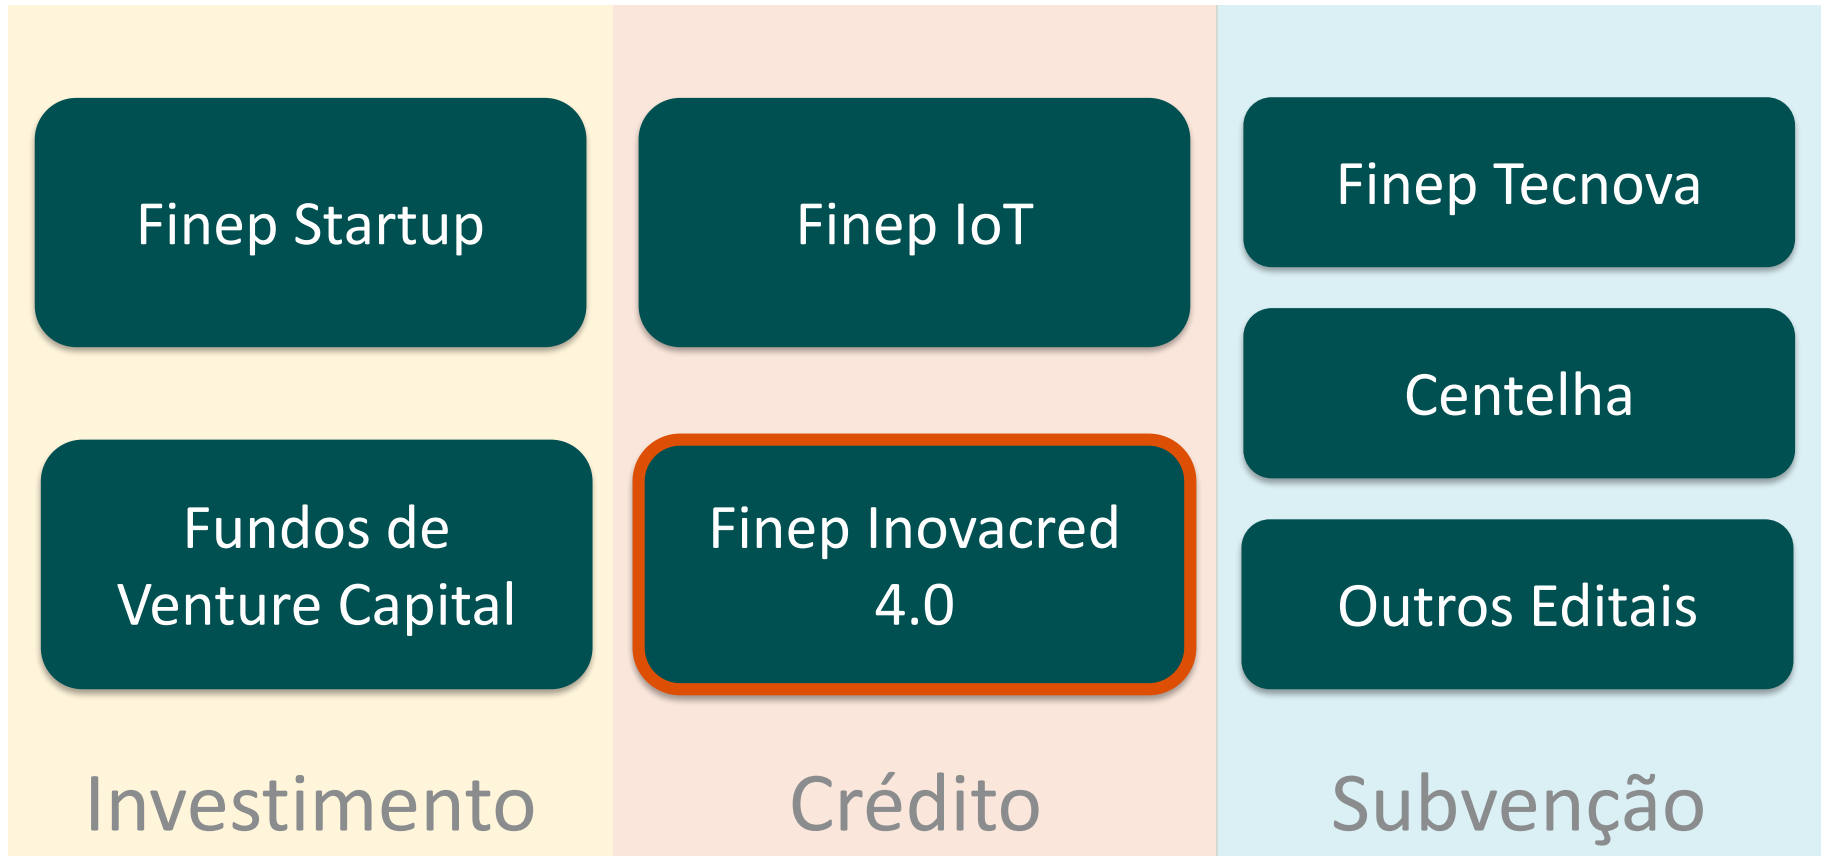 Finep Startup
Fundos de
Venture Capital
Investimento
Finep IoT
Finep Inovacred
4.0
Crédito
Finep Tecnova
Centelha
Outros Editais
Subvenção